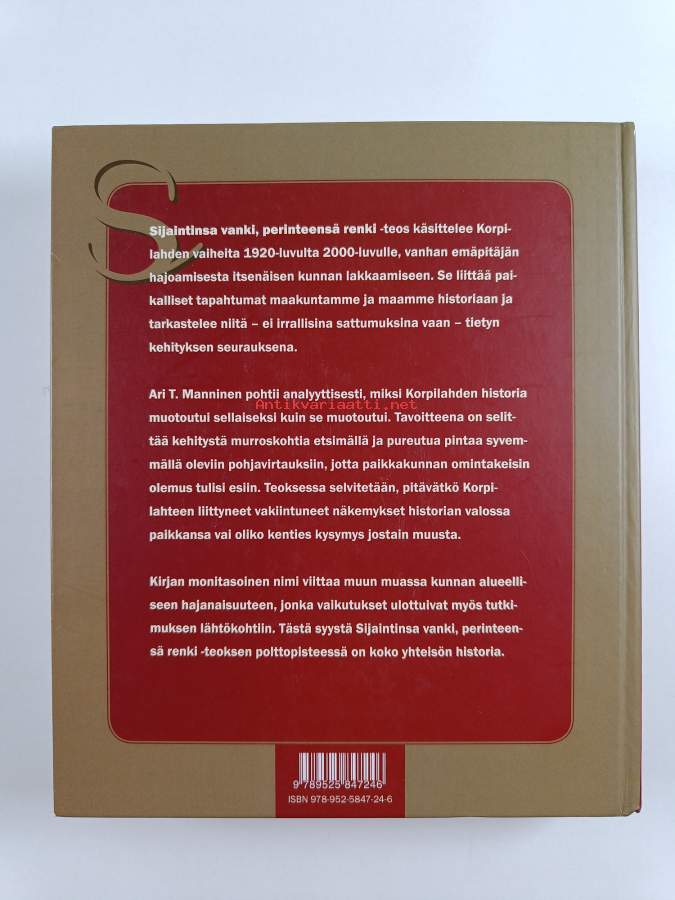 S
Sijaintinsa vanki, perinteensä renki -teos käsittelee Korpi-
lahden vaiheita 1920-luvulta 2000-luvulle, vanhan emäpitäjän
hajoamisesta itsenäisen kunnan lakkaamiseen. Se liittää pai-
kalliset tapahtumat maakuntamme ja maamme historiaan ja
tarkastelee niitä – ei irrallisina sattumuksina vaan – tietyn
kehityksen seurauksena.
Ari T. Manninen pohtii analyyttisesti, miksi Korpilahden historia
Antikvariaatti.net
muotoutui sellaiseksi kuin se muotoutui. Tavoitteena on selit-
tää kehitystä murroskohtia etsimällä ja pureutua pintaa syvem-
mällä oleviin pohjavirtauksiin, jotta paikkakunnan omintakeisin
olemus tulisi esiin. Teoksessa selvitetään, pitävätkö Korpi-
lahteen liittyneet vakiintuneet näkemykset historian valossa
paikkansa vai oliko kenties kysymys jostain muusta.
Kirjan monitasoinen nimi viittaa muun muassa kunnan alueelli-
seen hajanaisuuteen, jonka vaikutukset ulottuivat myös tutki-
muksen lähtökohtiin. Tästä syystä Sijaintinsa vanki, perinteen-
sä renki -teoksen polttopisteessä on koko yhteisön historia.
9 789525 847246
ISBN 978-952-5847-24-6